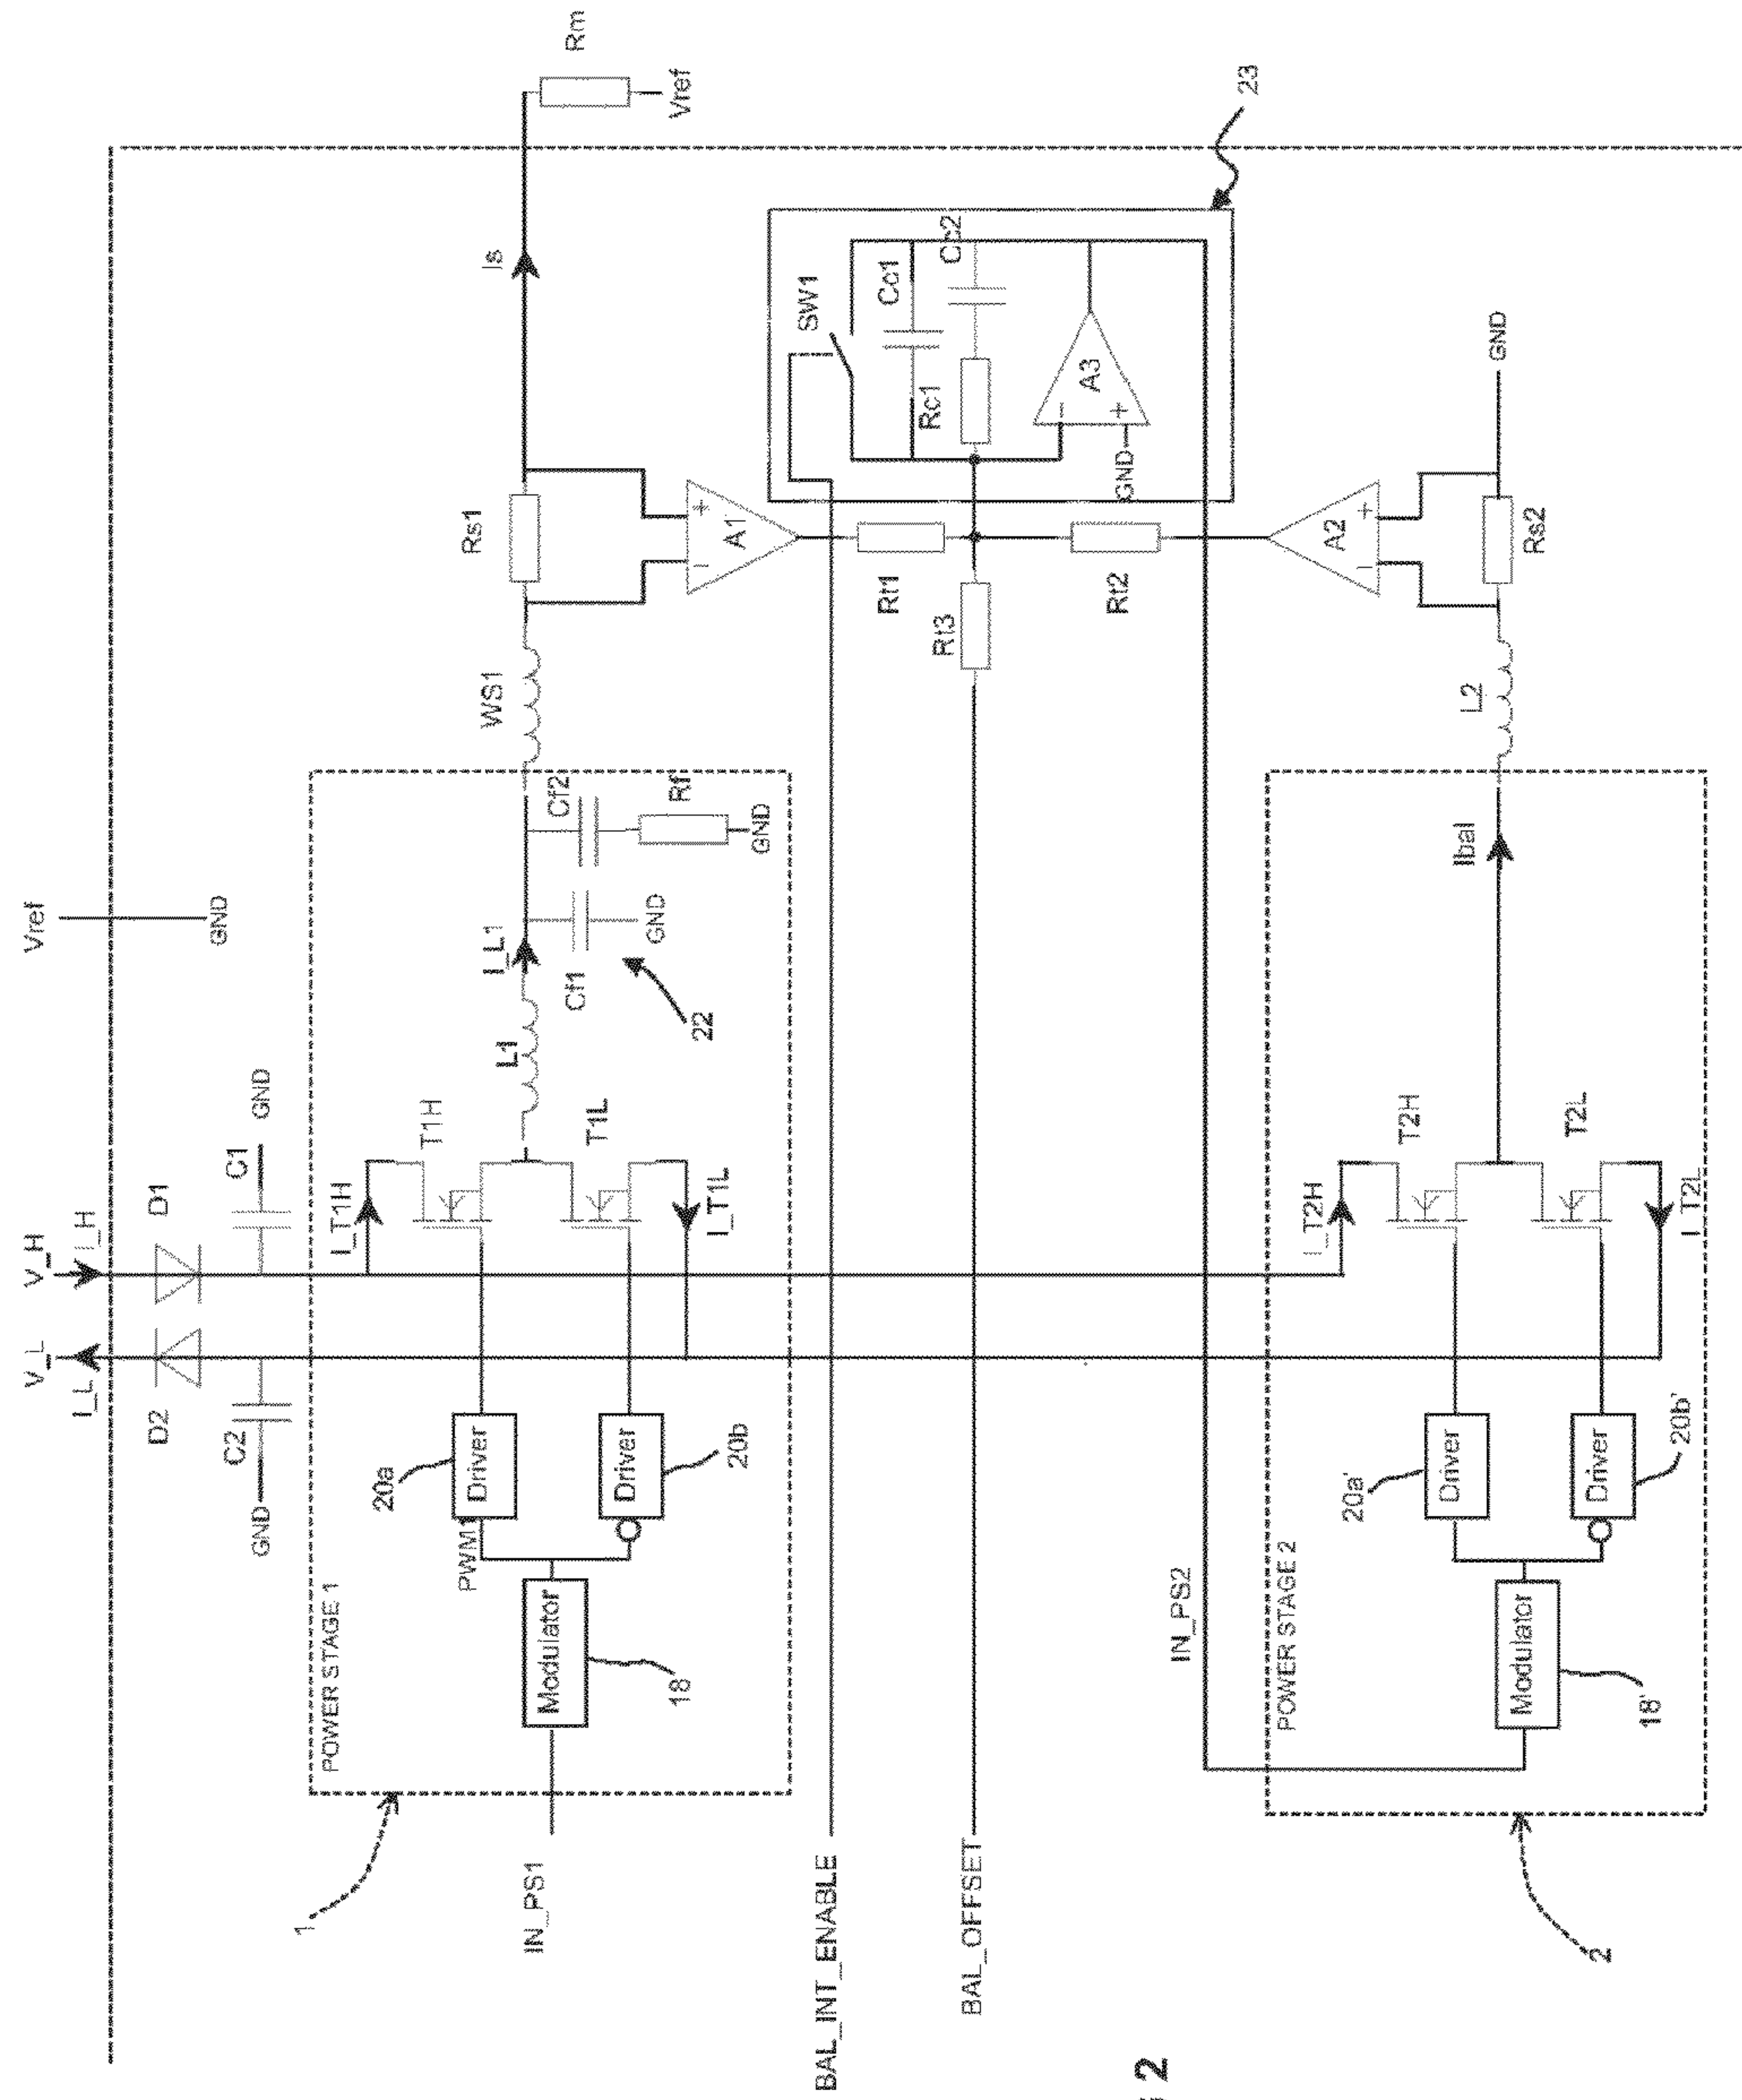 Vref
GND
V_H
I_H
V_L
I_L
D1
D2
C1
GND
C2
GND
POWER STAGE 1
1
IN_PS1
Modulator
18
PWM1
Driver
20a
Driver
20b
I_T1H
T1H
T1L
I_T1L
L1
I_L1
Cf1
GND
22
Cf2
Rf
GND
WS1
Rs1
Is
Rm
Vref
A1
+
−
BAL_INT_ENABLE
BAL_OFFSET
Rt1
Rt2
Rt3
SW1
Cc1
Cc2
Rc1
A3
−
+
GND
23
IN_PS2
POWER STAGE 2
2
Modulator
18'
Driver
20a'
Driver
20b'
I_T2H
T2H
T2L
I_T2L
Ibal
L2
Rs2
A2
+
−
GND
2